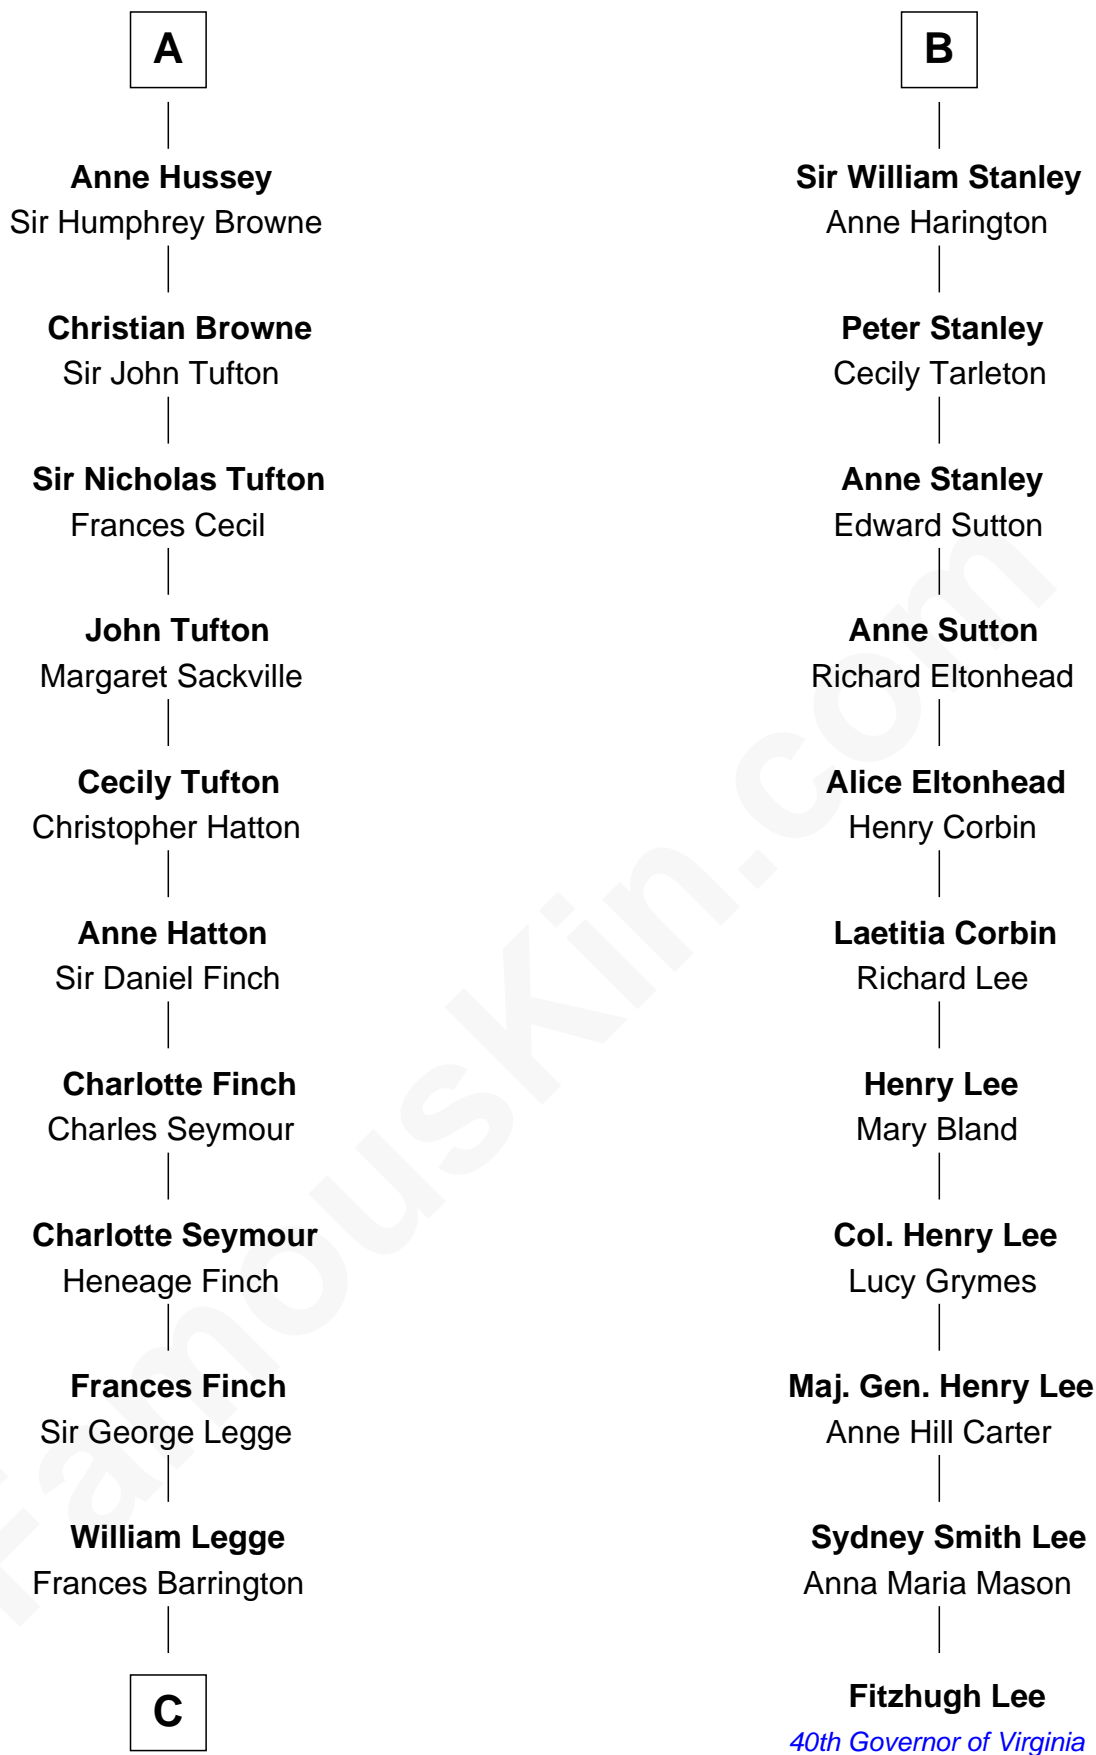 A
Anne Hussey
Sir Humphrey Browne
Christian Browne
Sir John Tufton
Sir Nicholas Tufton
Frances Cecil
John Tufton
Margaret Sackville
Cecily Tufton
Christopher Hatton
Anne Hatton
Sir Daniel Finch
Charlotte Finch
Charles Seymour
Charlotte Seymour
Heneage Finch
Frances Finch
Sir George Legge
William Legge
Frances Barrington
C
B
Sir William Stanley
Anne Harington
Peter Stanley
Cecily Tarleton
Anne Stanley
Edward Sutton
Anne Sutton
Richard Eltonhead
Alice Eltonhead
Henry Corbin
Laetitia Corbin
Richard Lee
Henry Lee
Mary Bland
Col. Henry Lee
Lucy Grymes
Maj. Gen. Henry Lee
Anne Hill Carter
Sydney Smith Lee
Anna Maria Mason
Fitzhugh Lee
40th Governor of Virginia
FamousKin.com